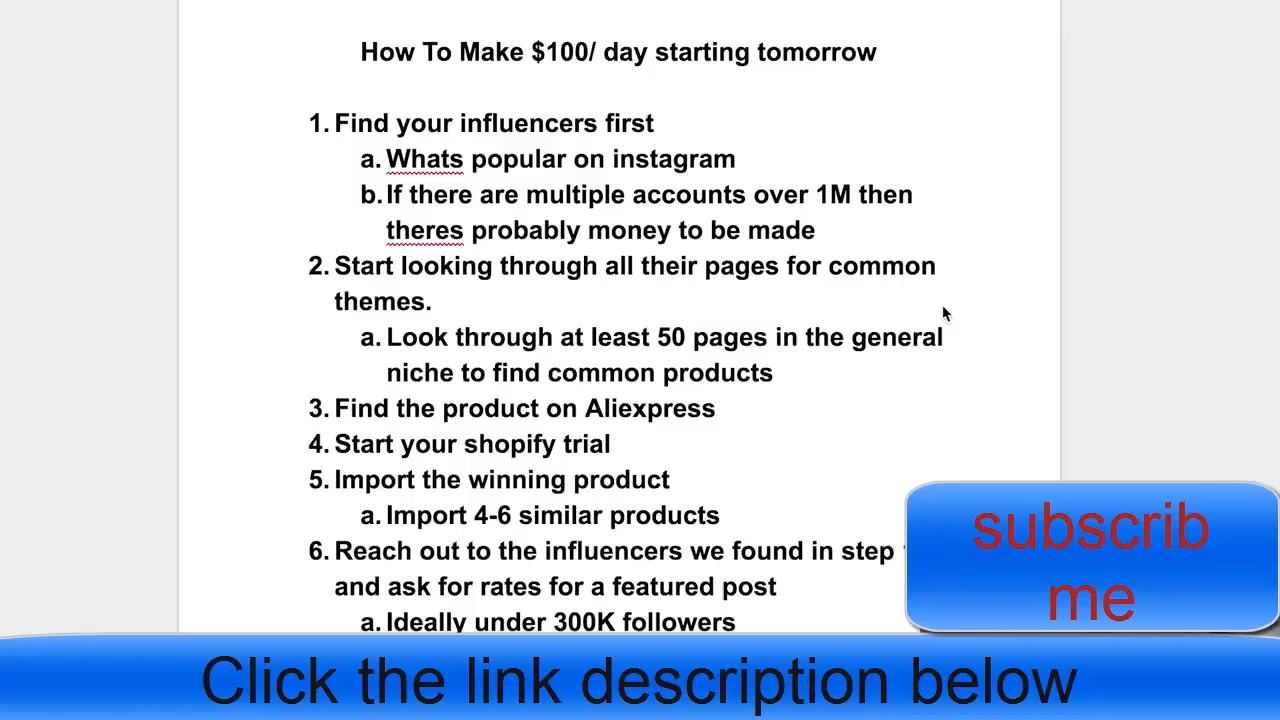 How To Make $100/ day starting tomorrow
1. Find your influencers first
a. Whats popular on instagram
b. If there are multiple accounts over 1M then
theres probably money to be made
2. Start looking through all their pages for common
themes.
a. Look through at least 50 pages in the general
niche to find common products
3. Find the product on Aliexpress
4. Start your shopify trial
5. Import the winning product
a. Import 4-6 similar products
6. Reach out to the influencers we found in step
and ask for rates for a featured post
a. Ideally under 300K followers
subscrib
me
Click the link description below